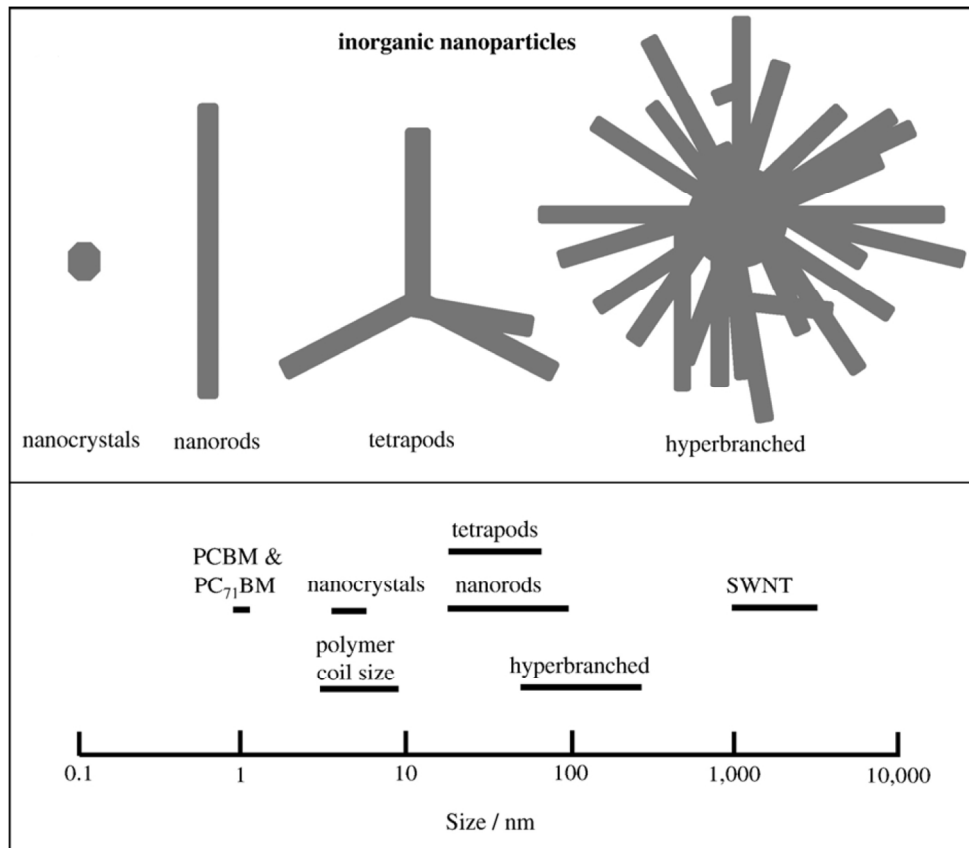 inorganic nanoparticles
nanocrystals
nanorods
tetrapods
hyperbranched
tetrapods
PCBM &
PC₇₁BM
nanocrystals
nanorods
SWNT
polymer
coil size
hyperbranched
0.1
1
10
100
1,000
10,000
Size / nm